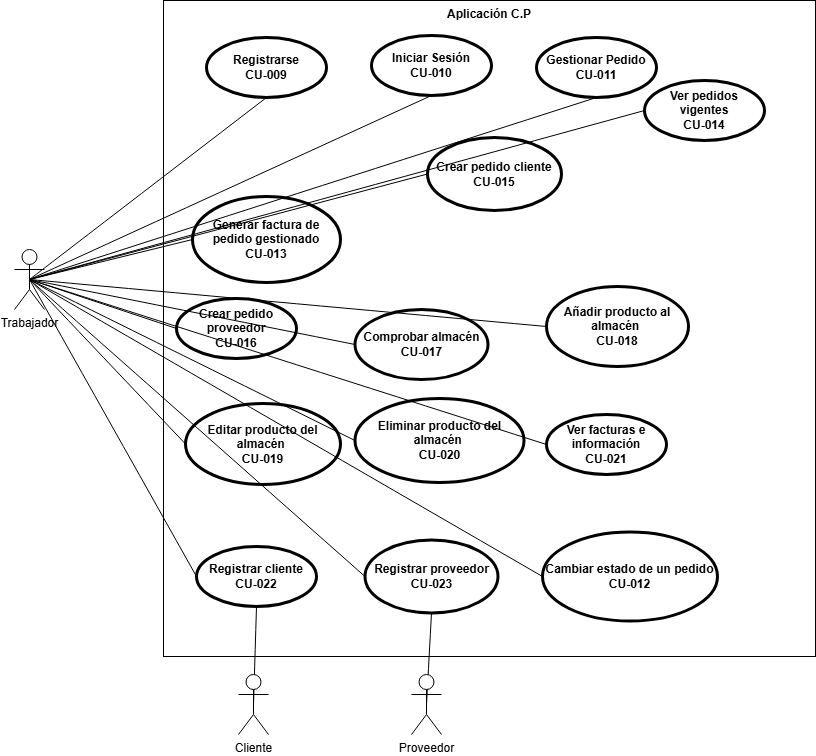 Aplicación C.P
Registrarse
CU-009
Iniciar Sesión
CU-010
Gestionar Pedido
CU-011
Ver pedidos
vigentes
CU-014
Crear pedido cliente
CU-015
Generar factura de
pedido gestionado
CU-013
Trabajador
Crear pedido
proveedor
CU-016
Comprobar almacén
CU-017
Añadir producto al
almacén
CU-018
Editar producto del
almacén
CU-019
Eliminar producto del
almacén
CU-020
Ver facturas e
información
CU-021
Registrar cliente
CU-022
Registrar proveedor
CU-023
Cambiar estado de un pedido
CU-012
Cliente
Proveedor